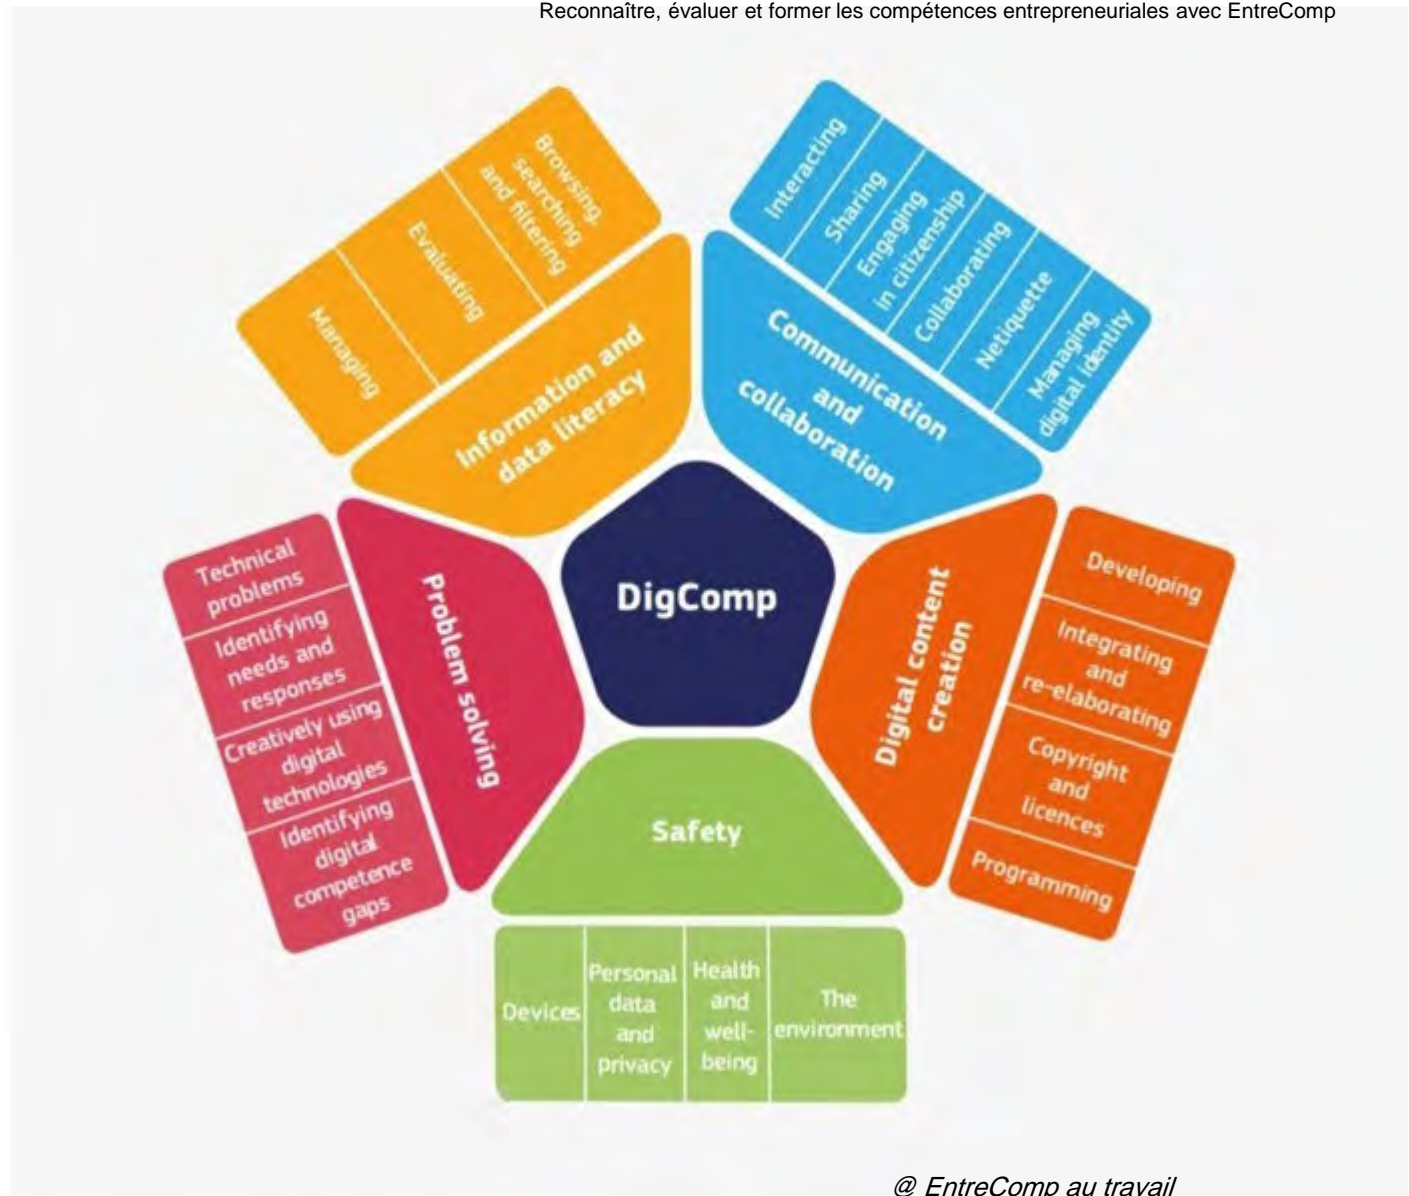 Reconnaître, évaluer et former les compétences entrepreneuriales avec EntreComp
Browsing,
searching
and filtering
Evaluating
Managing
Information and
data literacy
Interacting
Sharing
Engaging
in citizenship
Collaborating
Netiquette
Managing
digital identity
Communication
and
collaboration
DigComp
Technical
problems
Identifying
needs and
responses
Creatively using
digital
technologies
Identifying
digital
competence
gaps
Problem solving
Digital content
creation
Developing
Integrating
and
re-elaborating
Copyright
and
licences
Programming
Safety
Devices
Personal
data
and
privacy
Health
and
well-
being
The
environment
@ EntreComp au travail